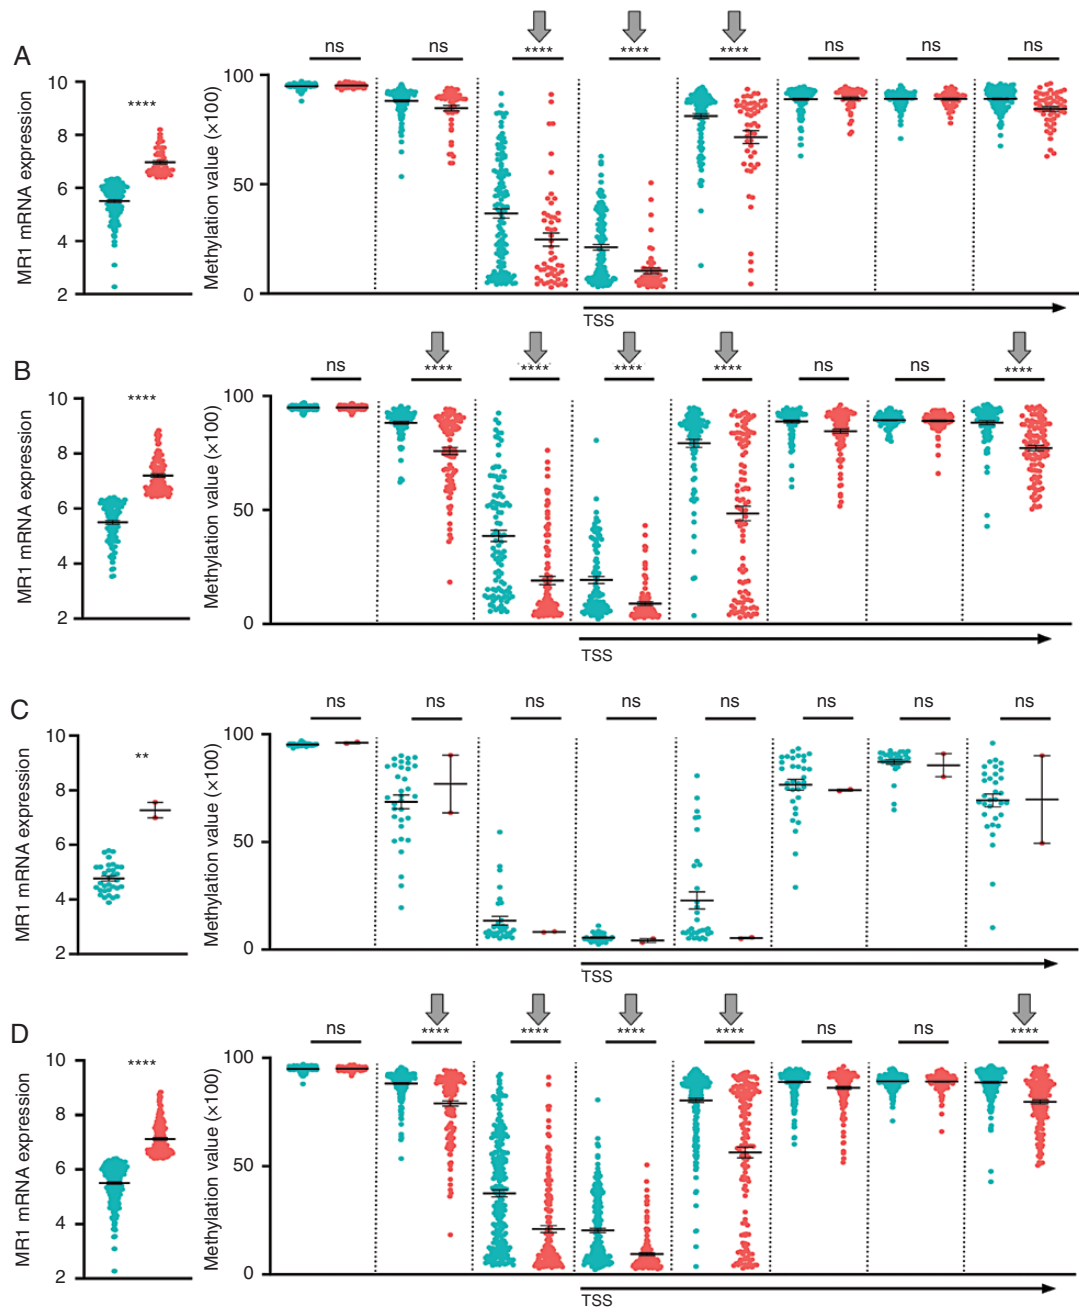 A
ns ns **** **** **** ns ns ns
MR1 mRNA expression
10
8
6
4
2
****
Methylation value (×100)
100
50
0
TSS
B
ns **** **** **** **** ns ns ****
MR1 mRNA expression
10
8
6
4
2
****
Methylation value (×100)
100
50
0
TSS
C
ns ns ns ns ns ns ns ns
MR1 mRNA expression
10
8
6
4
2
**
Methylation value (×100)
100
50
0
TSS
D
ns **** **** **** **** ns ns ****
MR1 mRNA expression
10
8
6
4
2
****
Methylation value (×100)
100
50
0
TSS